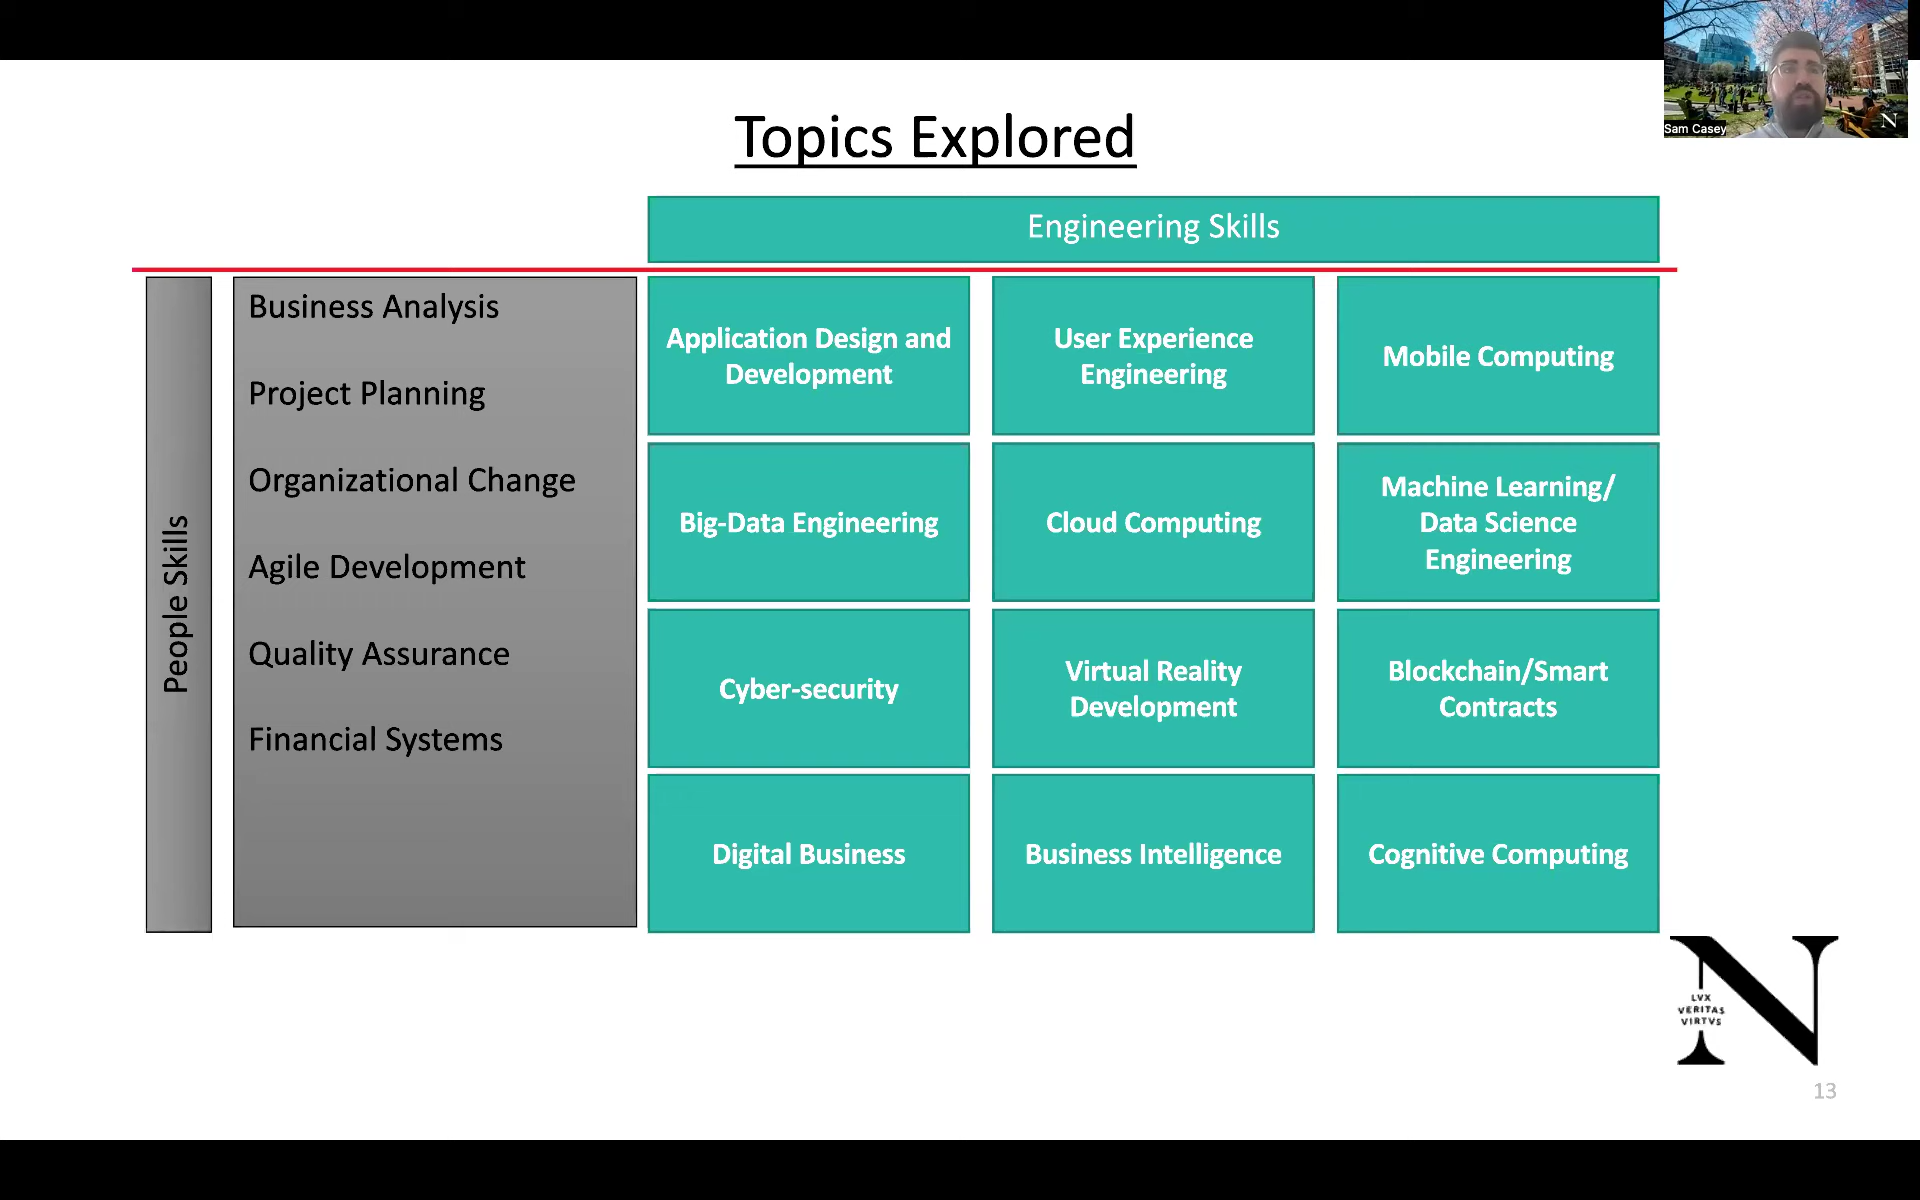 Sam Casey
N
Topics Explored
Engineering Skills
People Skills
Business Analysis
Project Planning
Organizational Change
Agile Development
Quality Assurance
Financial Systems
Application Design and
Development
User Experience
Engineering
Mobile Computing
Big-Data Engineering
Cloud Computing
Machine Learning/
Data Science
Engineering
Cyber-security
Virtual Reality
Development
Blockchain/Smart
Contracts
Digital Business
Business Intelligence
Cognitive Computing
N
LVX
VERITAS
VIRTVS
13